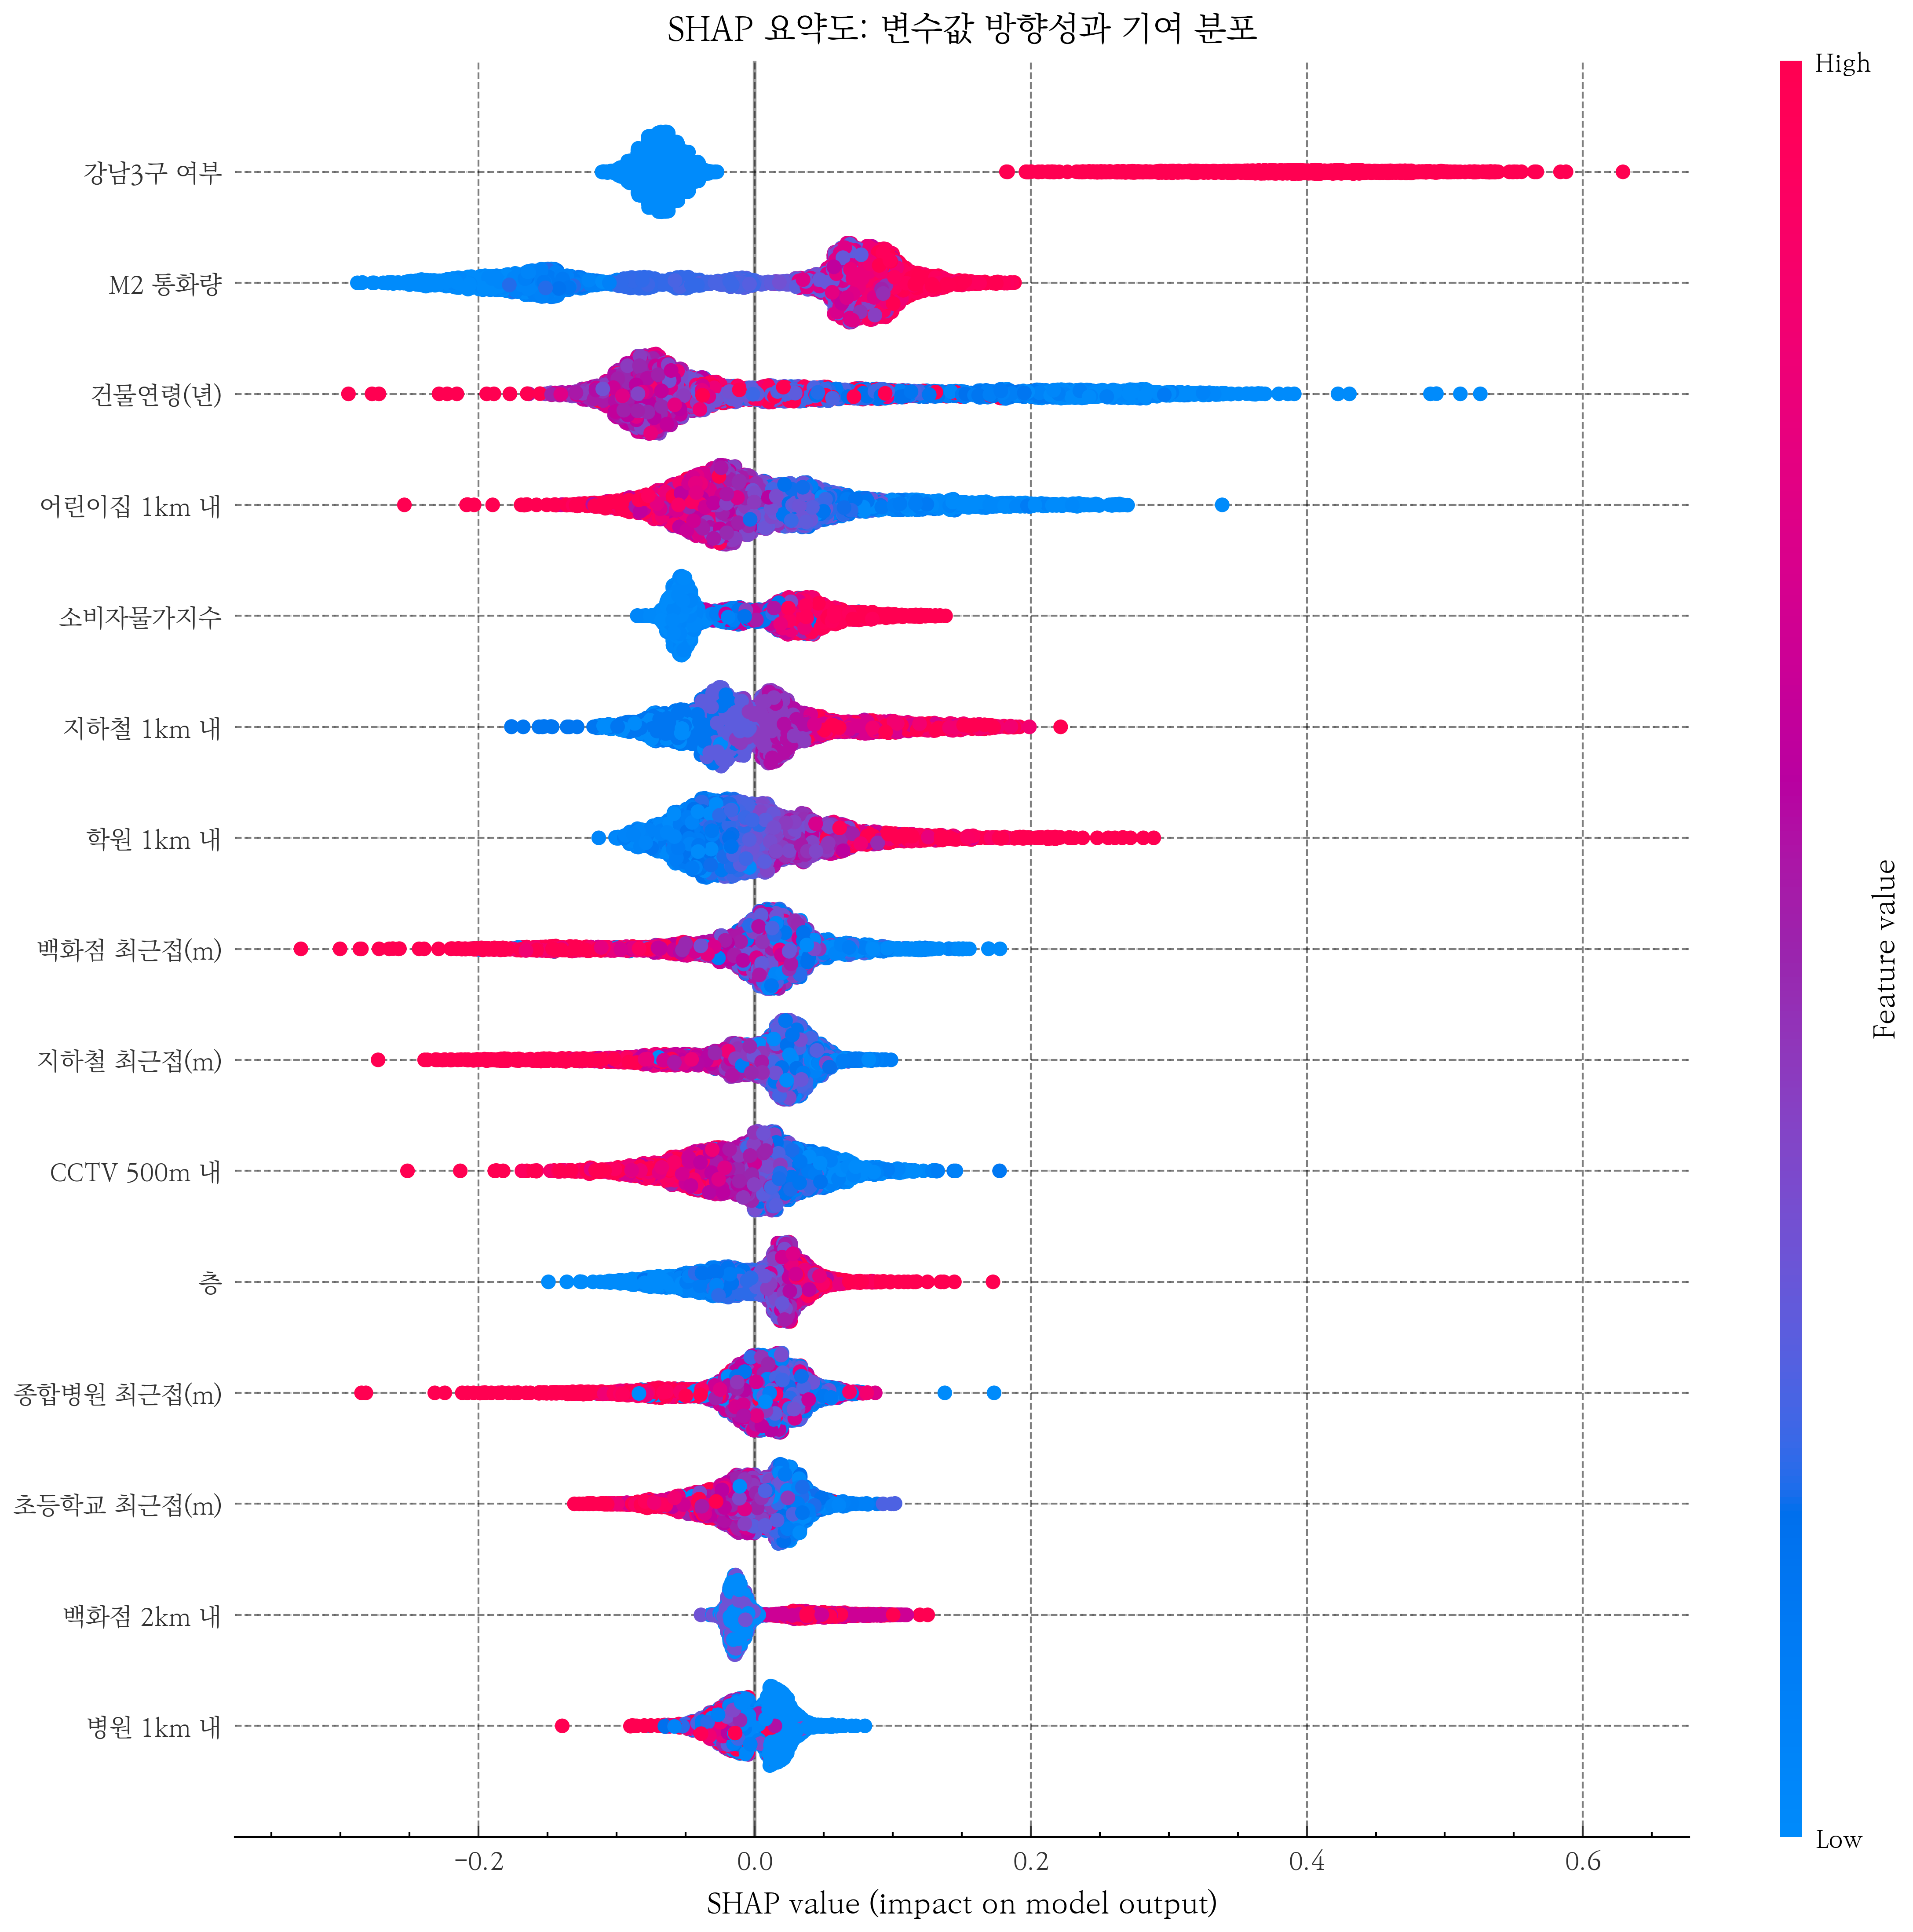 SHAP 요약도: 변수값 방향성과 기여 분포
High
강남3구 여부
M2 통화량
건물연령(년)
어린이집 1km 내
소비자물가지수
지하철 1km 내
학원 1km 내
백화점 최근접(m)
지하철 최근접(m)
CCTV 500m 내
층
종합병원 최근접(m)
초등학교 최근접(m)
백화점 2km 내
병원 1km 내
Feature value
Low
−0.2 0.0 0.2 0.4 0.6
SHAP value (impact on model output)